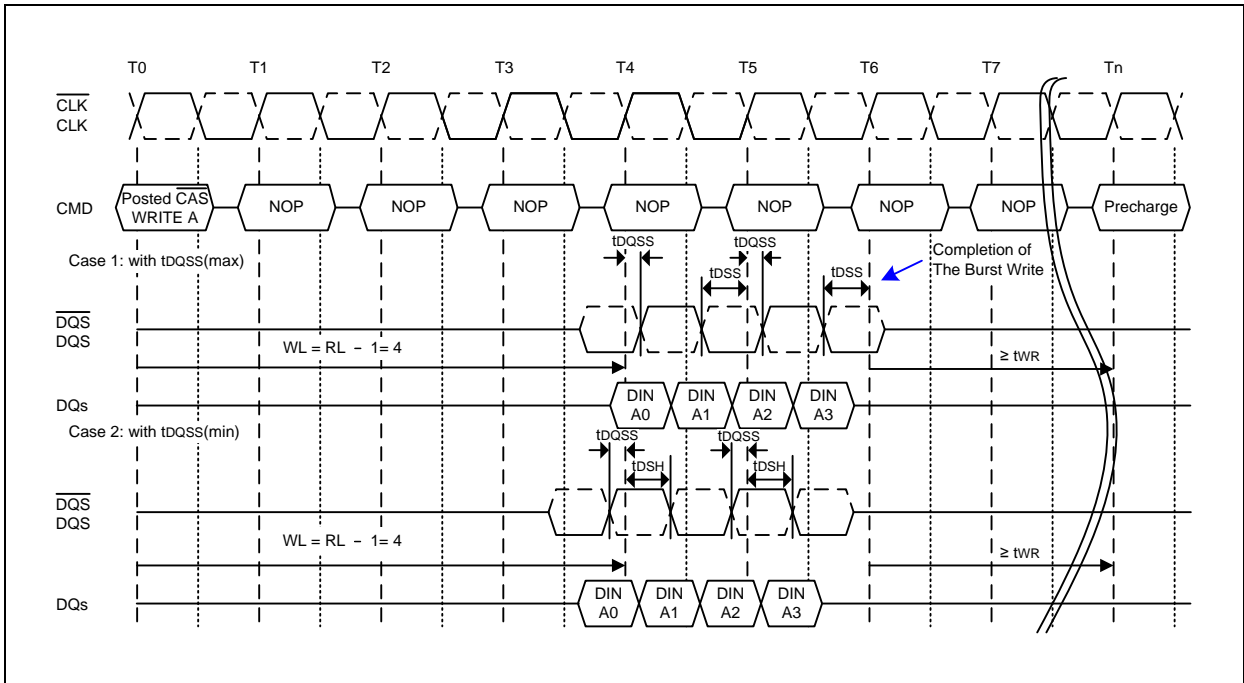 T0 T1 T2 T3 T4 T5 T6 T7 Tn
CLK
CLK
CMD
Posted CAS
WRITE A
NOP NOP NOP NOP NOP NOP NOP Precharge
Case 1: with tDQSS(max)
tDQSS tDQSS
Completion of
The Burst Write
tDSS tDSS
DQS
DQS
WL = RL - 1= 4
≥ tWR
DQs
DIN
A0
DIN
A1
DIN
A2
DIN
A3
Case 2: with tDQSS(min)
tDQSS tDQSS
tDSH tDSH
DQS
DQS
WL = RL - 1= 4
≥ tWR
DQs
DIN
A0
DIN
A1
DIN
A2
DIN
A3